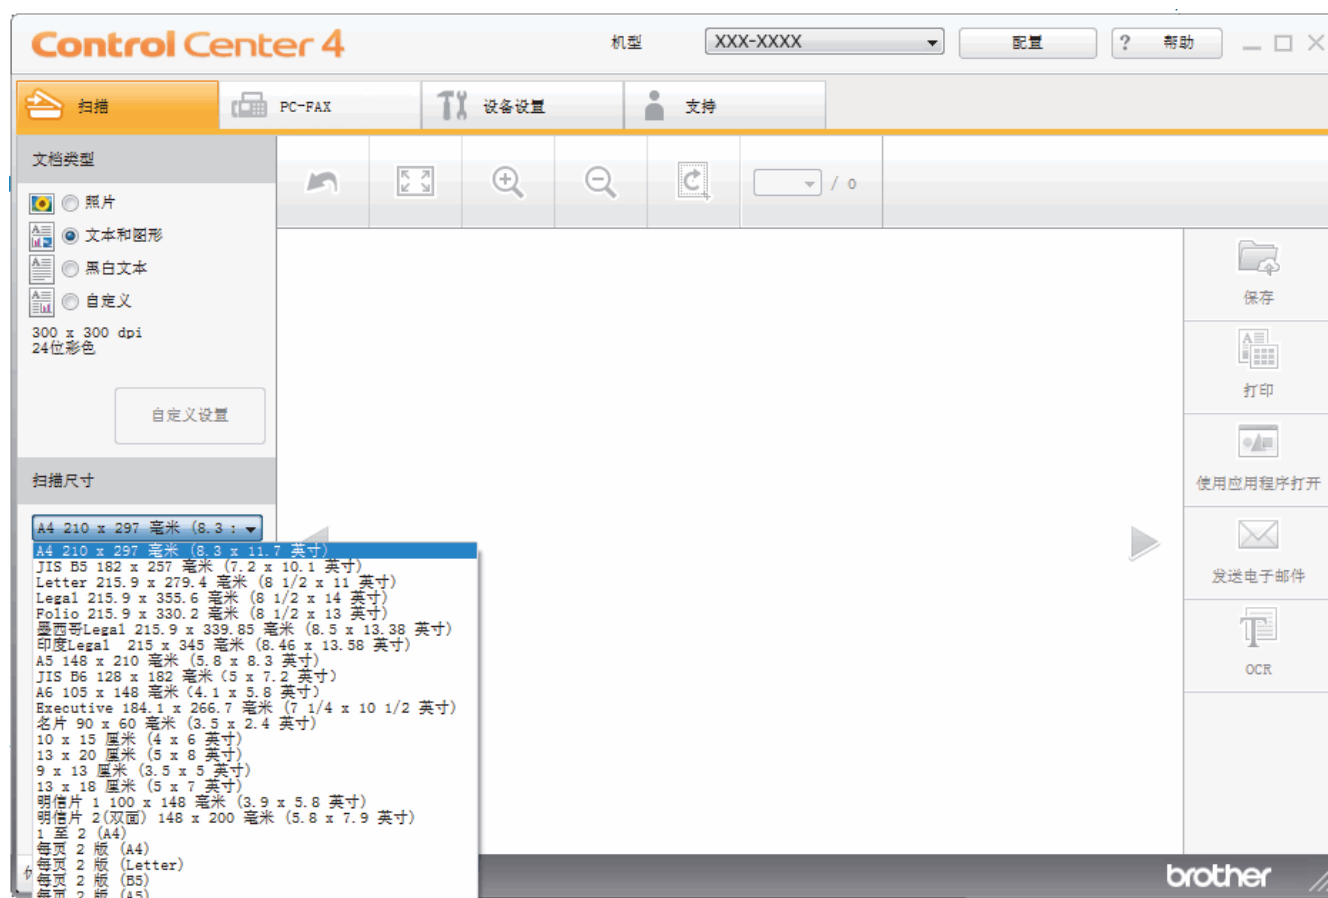 ControlCenter 4
机型
XXX-XXXX
配置
? 帮助
扫描
PC-FAX
设备设置
支持
文档类型
/ 0
照片
文本和图形
黑白文本
自定义
300 x 300 dpi
24位彩色
自定义设置
扫描尺寸
A4 210 x 297 毫米 (8.3 :
A4 210 x 297 毫米 (8.3 x 11.7 英寸)
JIS B5 182 x 257 毫米 (7.2 x 10.1 英寸)
Letter 215.9 x 279.4 毫米 (8 1/2 x 11 英寸)
Legal 215.9 x 355.6 毫米 (8 1/2 x 14 英寸)
Folio 215.9 x 330.2 毫米 (8 1/2 x 13 英寸)
墨西哥Legal 215.9 x 339.85 毫米 (8.5 x 13.38 英寸)
印度Legal 215 x 345 毫米 (8.46 x 13.58 英寸)
A5 148 x 210 毫米 (5.8 x 8.3 英寸)
JIS B6 128 x 182 毫米 (5 x 7.2 英寸)
A6 105 x 148 毫米 (4.1 x 5.8 英寸)
Executive 184.1 x 266.7 毫米 (7 1/4 x 10 1/2 英寸)
名片 90 x 60 毫米 (3.5 x 2.4 英寸)
10 x 15 厘米 (4 x 6 英寸)
13 x 20 厘米 (5 x 8 英寸)
9 x 13 厘米 (3.5 x 5 英寸)
13 x 18 厘米 (5 x 7 英寸)
明信片 1 100 x 148 毫米 (3.9 x 5.8 英寸)
明信片 2(双面) 148 x 200 毫米 (5.8 x 7.9 英寸)
1 至 2 (A4)
每页 2 版 (A4)
每页 2 版 (Letter)
每页 2 版 (B5)
每页 2 版 (A5)
保存
打印
使用应用程序打开
发送电子邮件
OCR
brother